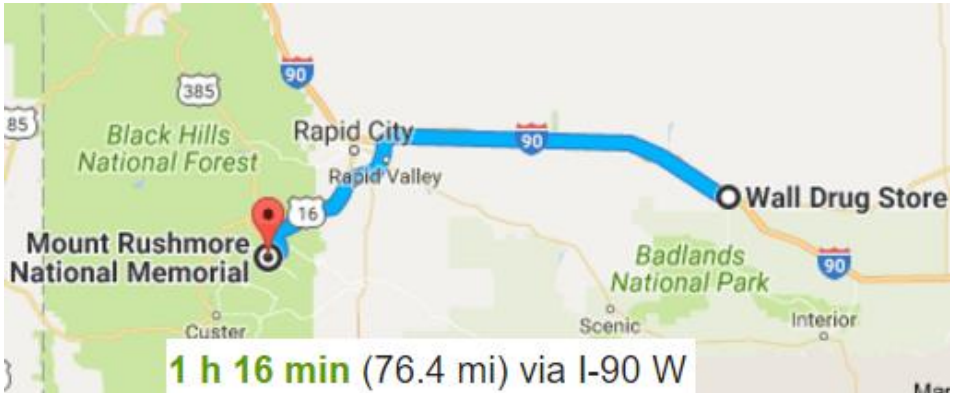 90
385
85
Black Hills
National Forest
Rapid City
90
Rapid Valley
Wall Drug Store
16
Mount Rushmore
National Memorial
Badlands
National Park
90
Scenic
Interior
Custer
1 h 16 min (76.4 mi) via I-90 W